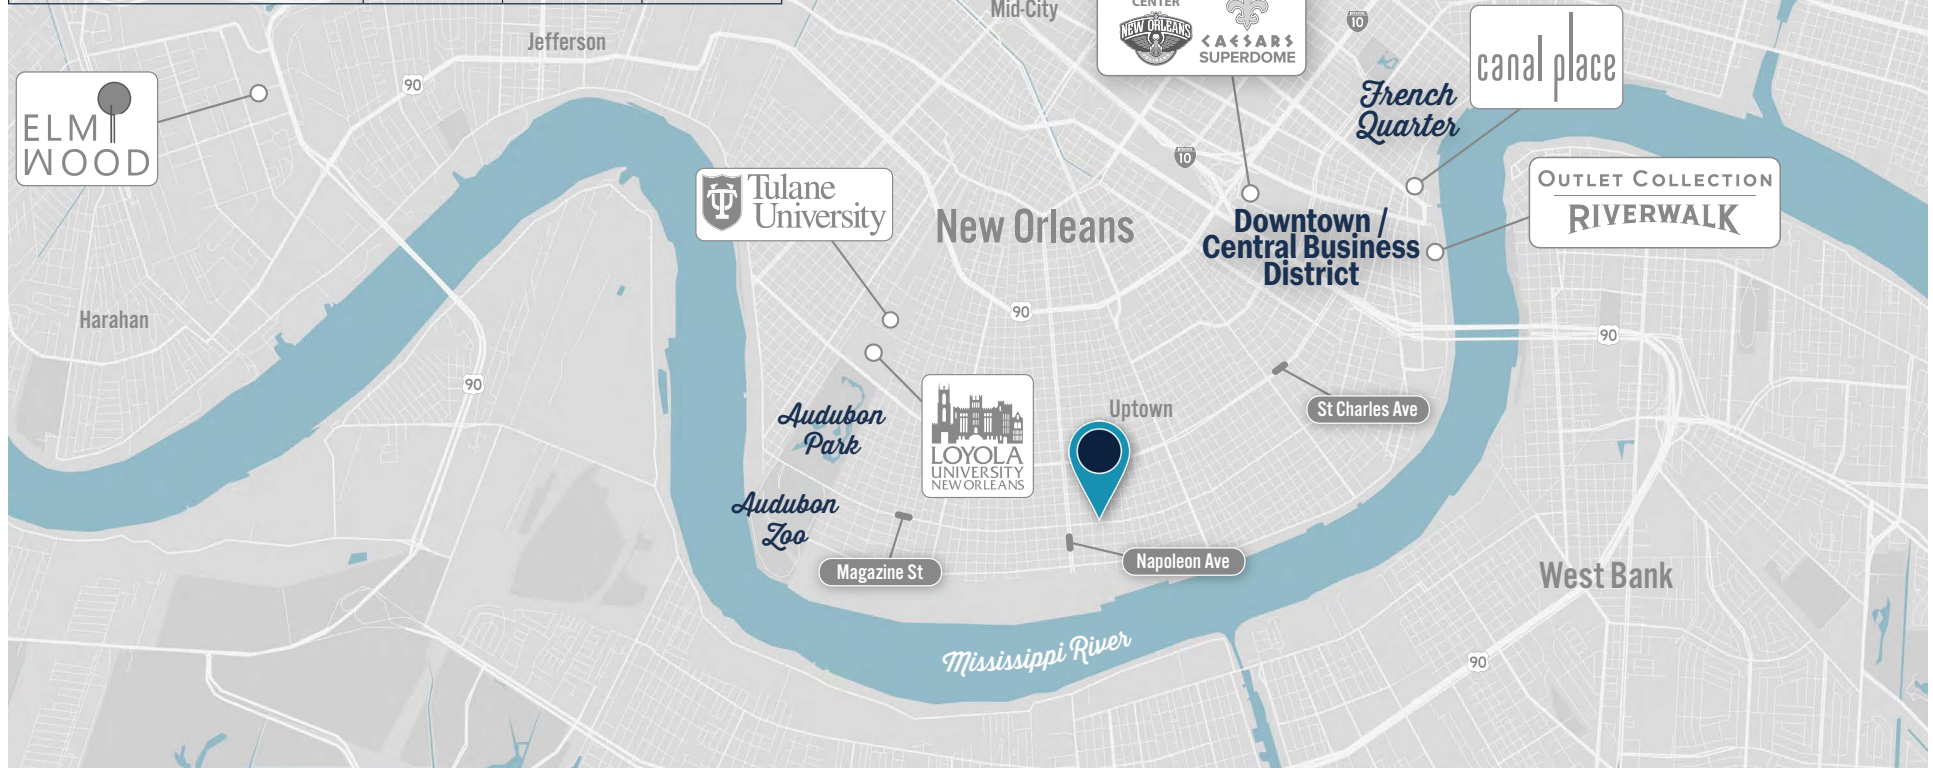 Mid-City
CENTER
NEW ORLEANS
CAESARS
SUPERDOME
10
canal place
Jefferson
90
ELM
WOOD
French
Quarter
10
Tulane
University
OUTLET COLLECTION
RIVERWALK
New Orleans
Downtown /
Central Business
District
Harahan
90
90
90
Audubon
Park
LOYOLA
UNIVERSITY
NEW ORLEANS
Uptown
St Charles Ave
Audubon
Zoo
Magazine St
Napoleon Ave
West Bank
Mississippi River
90